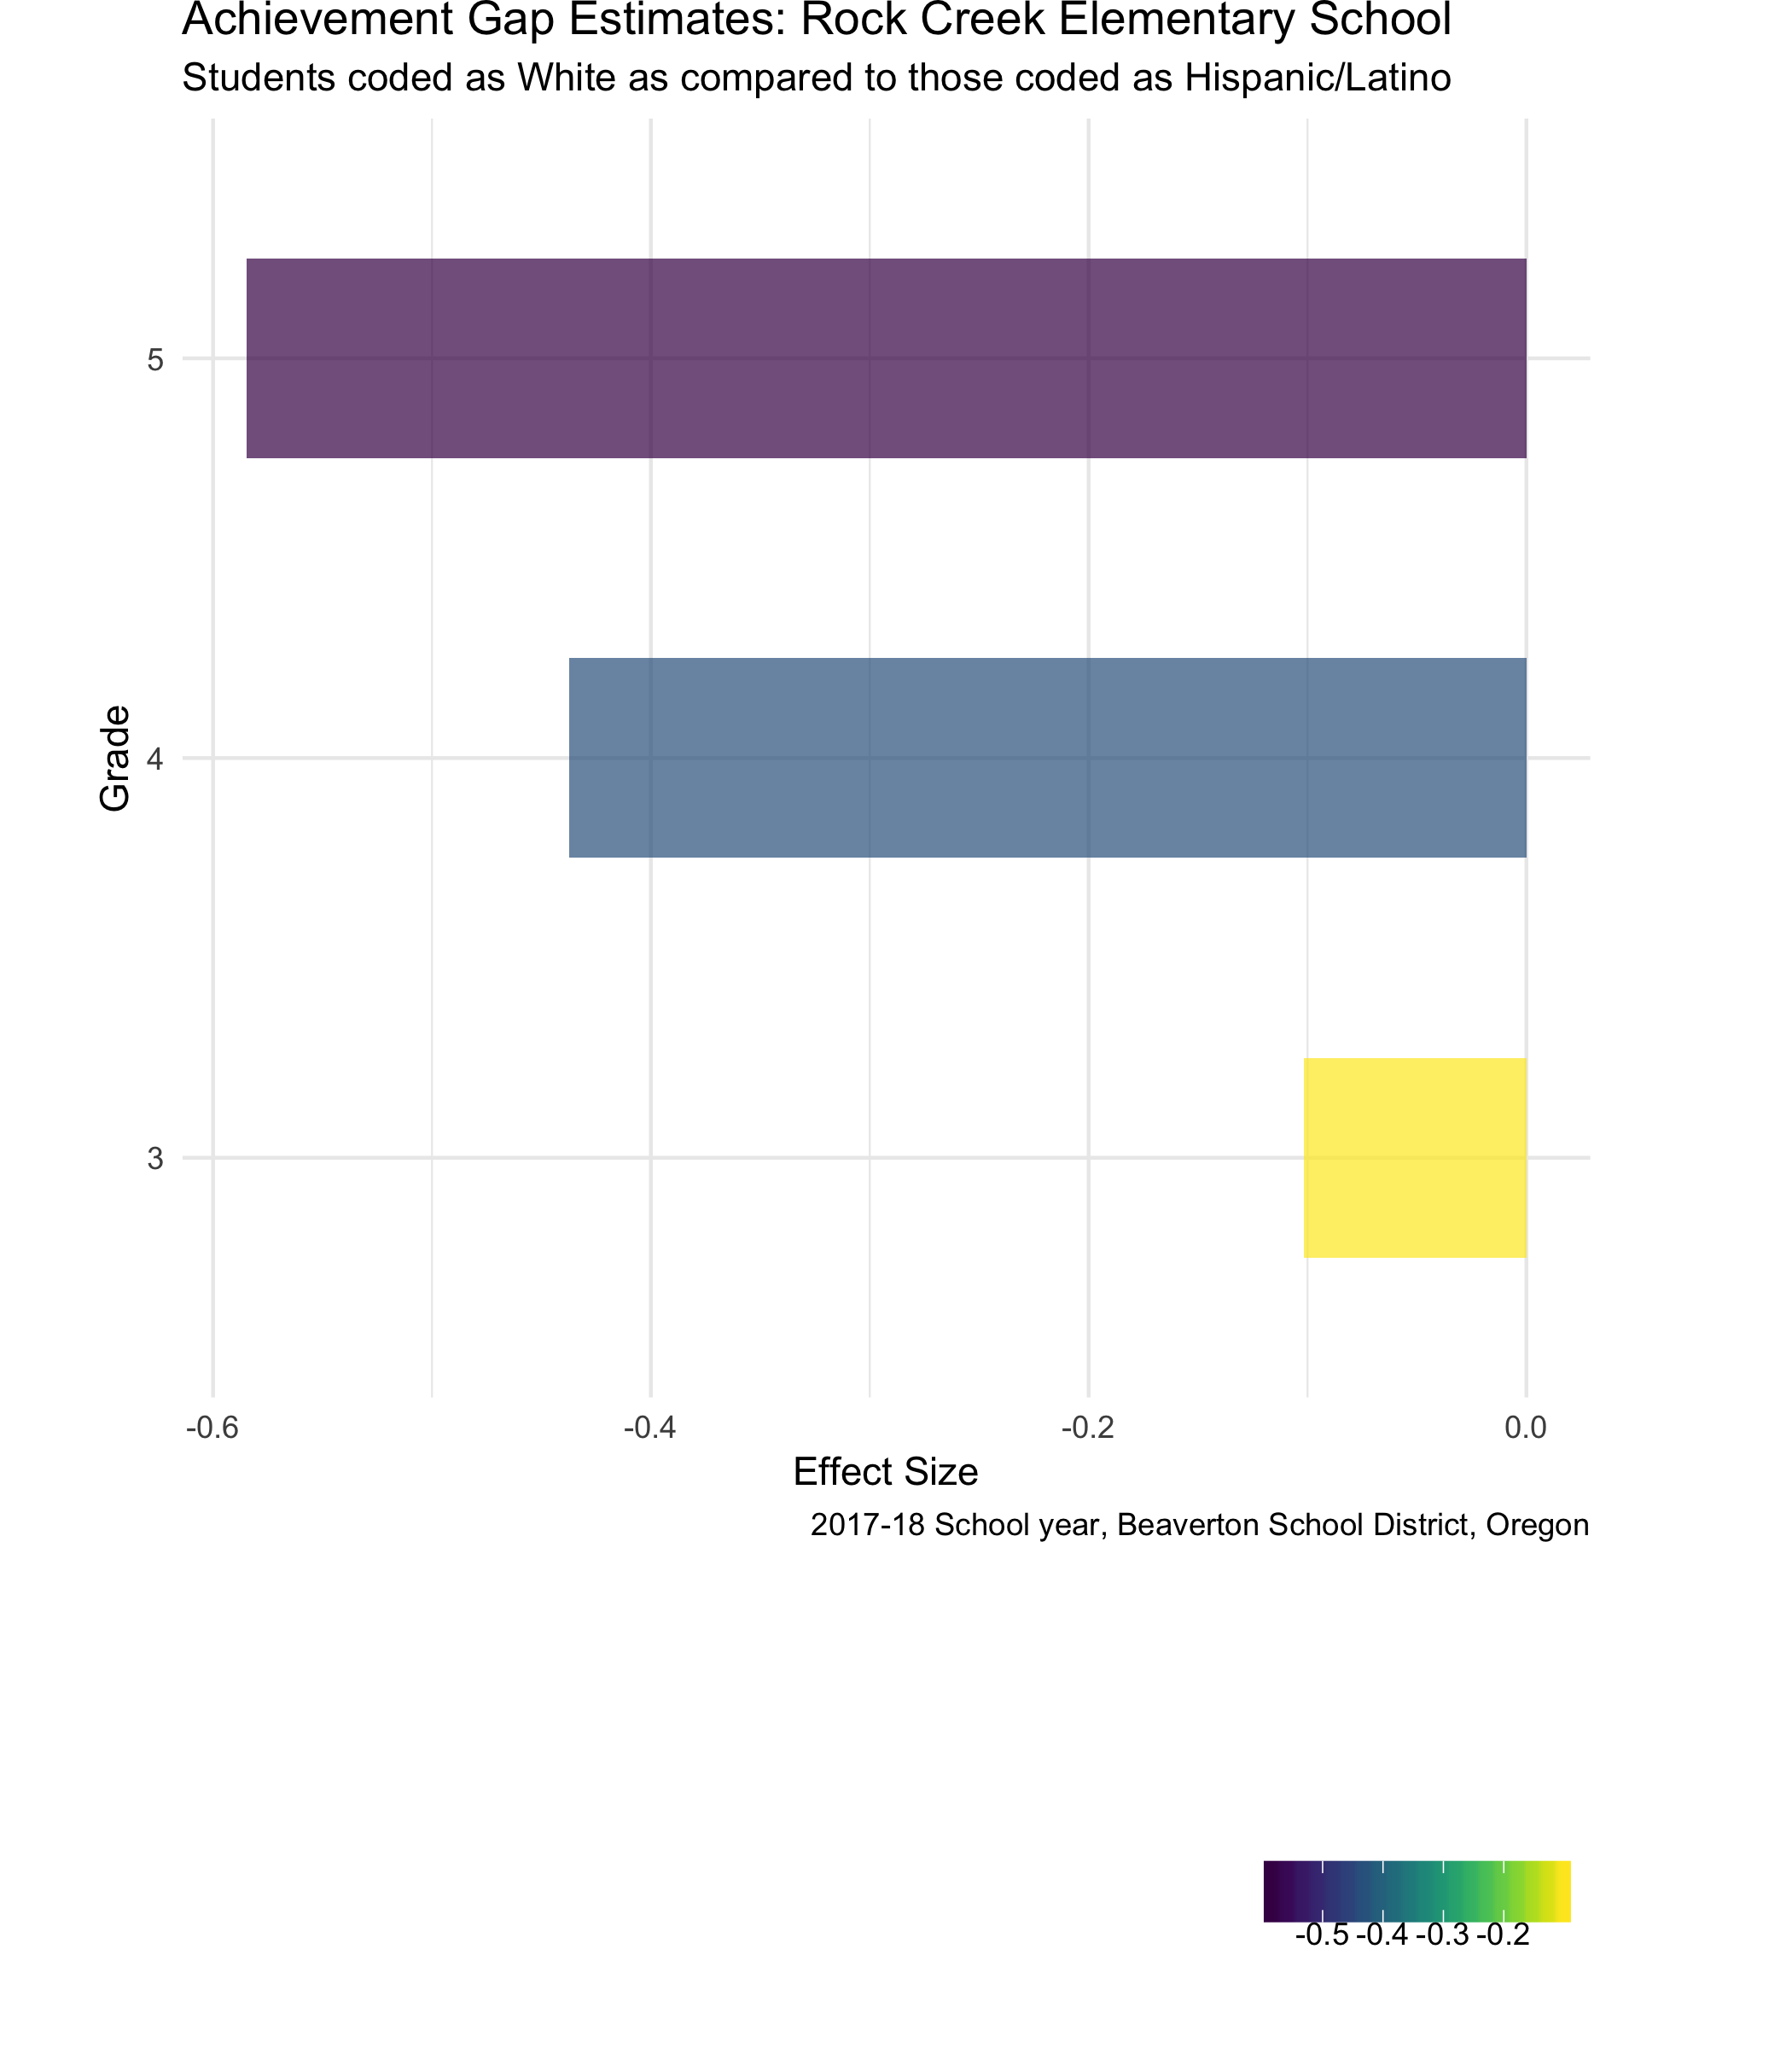 Achievement Gap Estimates: Rock Creek Elementary School
Students coded as White as compared to those coded as Hispanic/Latino
5
4
3
Grade
-0.6 -0.4 -0.2 0.0
Effect Size
2017-18 School year, Beaverton School District, Oregon
-0.5 -0.4 -0.3 -0.2